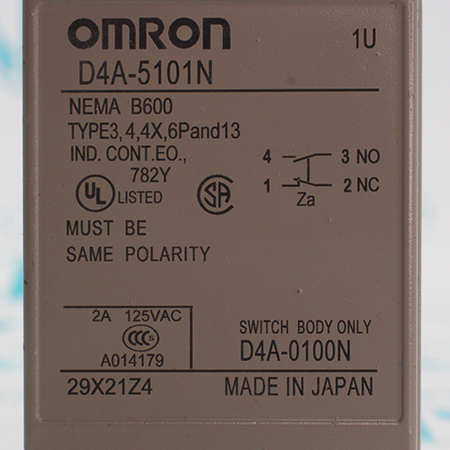 OMRON 1U
D4A-5101N
NEMA B600
TYPE3,4,4X,6Pand13
IND. CONT.EO.,
782Y
UL LISTED SA
4 3 NO
1 2 NC
Za
MUST BE
SAME POLARITY
2A 125VAC
CCC S
A014179
SWITCH BODY ONLY
D4A-0100N
29X21Z4 MADE IN JAPAN